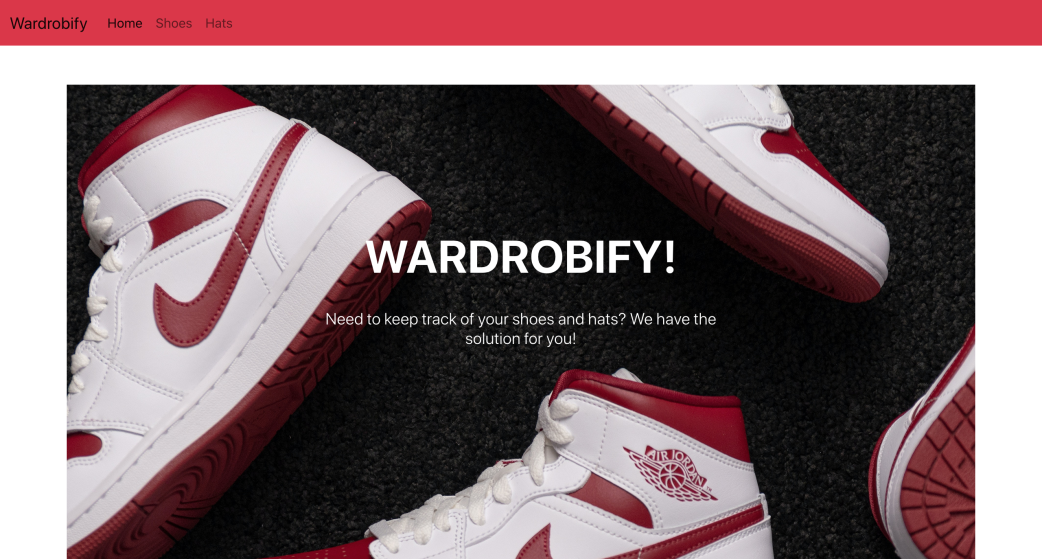 Wardrobify Home Shoes Hats
WARDROBIFY!
Need to keep track of your shoes and hats? We have the
solution for you!
AIR JORDAN